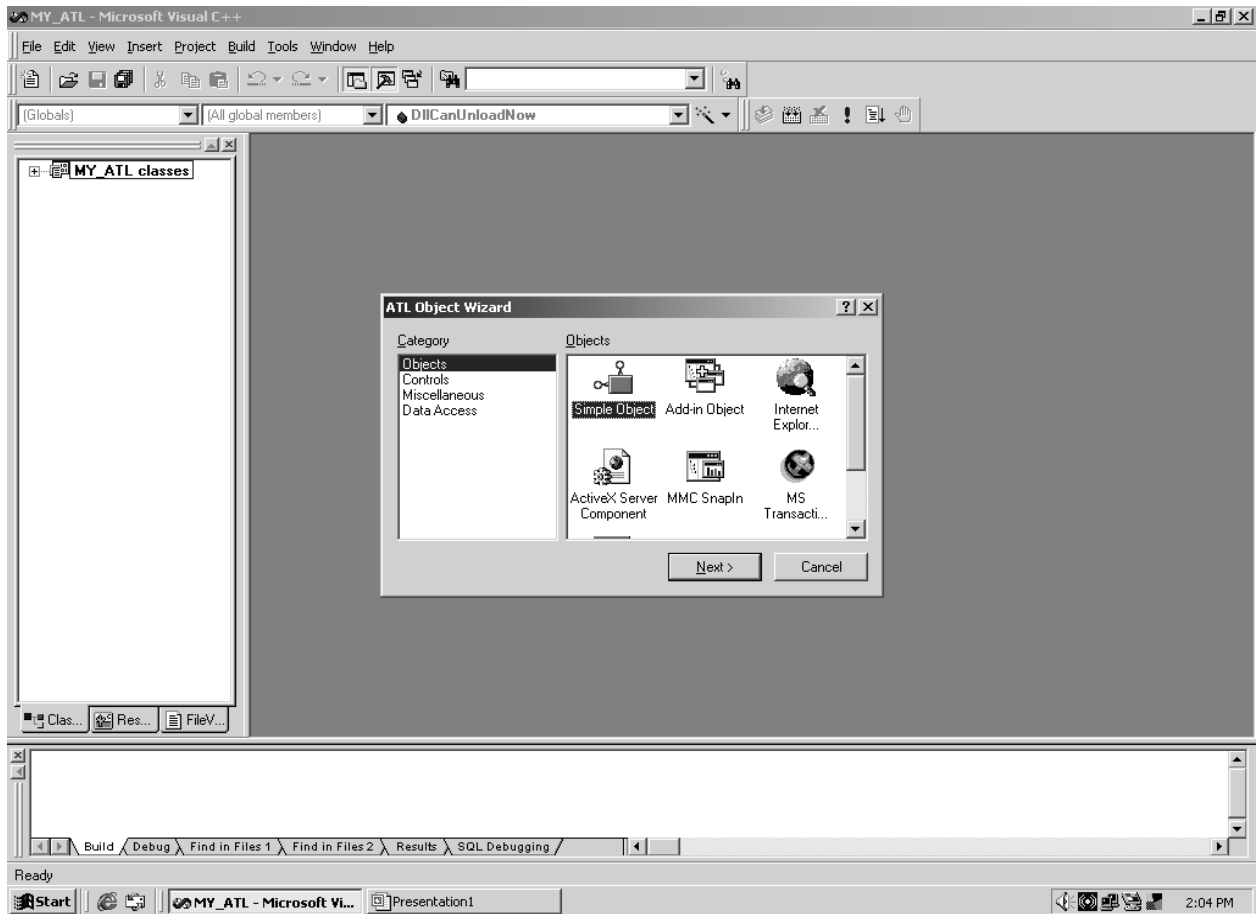 MY_ATL - Microsoft Visual C++
File Edit View Insert Project Build Tools Window Help
(Globals) (All global members) DllCanUnloadNow
MY_ATL classes
ATL Object Wizard
Category
Objects
Controls
Miscellaneous
Data Access
Objects
Simple Object
Add-in Object
Internet
Explor...
ActiveX Server
Component
MMC SnapIn
MS
Transacti...
Next >
Cancel
Clas... Res... FileV...
Build Debug Find in Files 1 Find in Files 2 Results SQL Debugging
Ready
Start MY_ATL - Microsoft Vi... Presentation1 2:04 PM